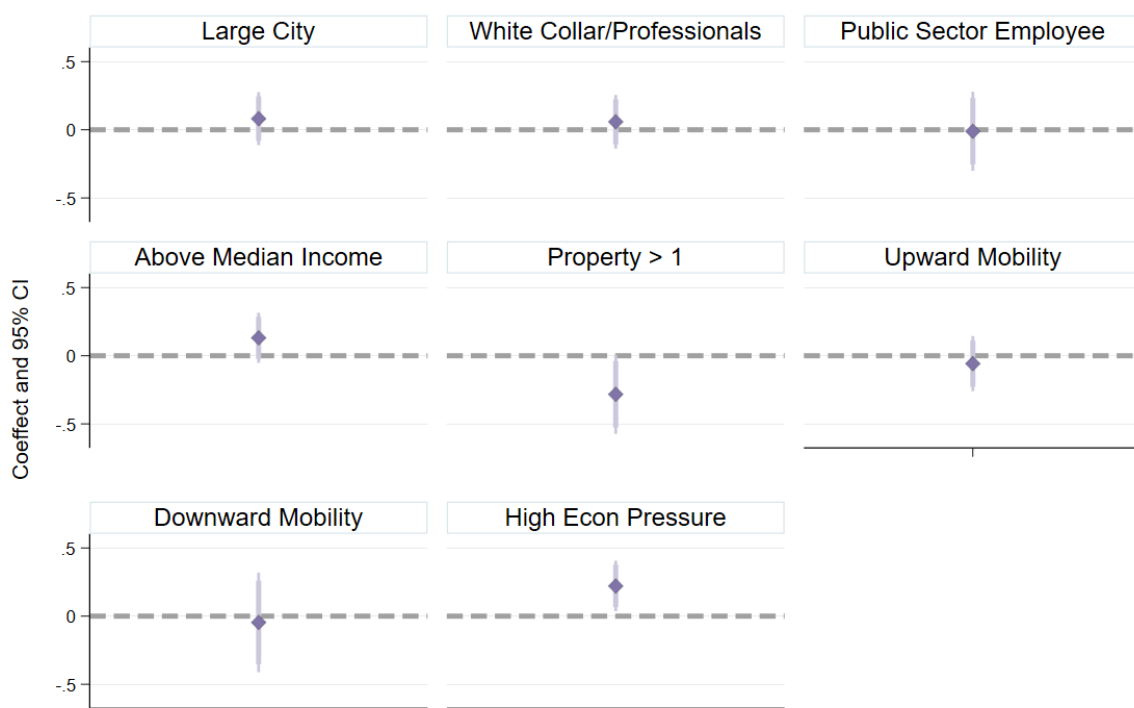 Large City
White Collar/Professionals
Public Sector Employee
.5
0
-.5
Above Median Income
Property > 1
Upward Mobility
.5
0
-.5
Coeffect and 95% CI
Downward Mobility
High Econ Pressure
.5
0
-.5